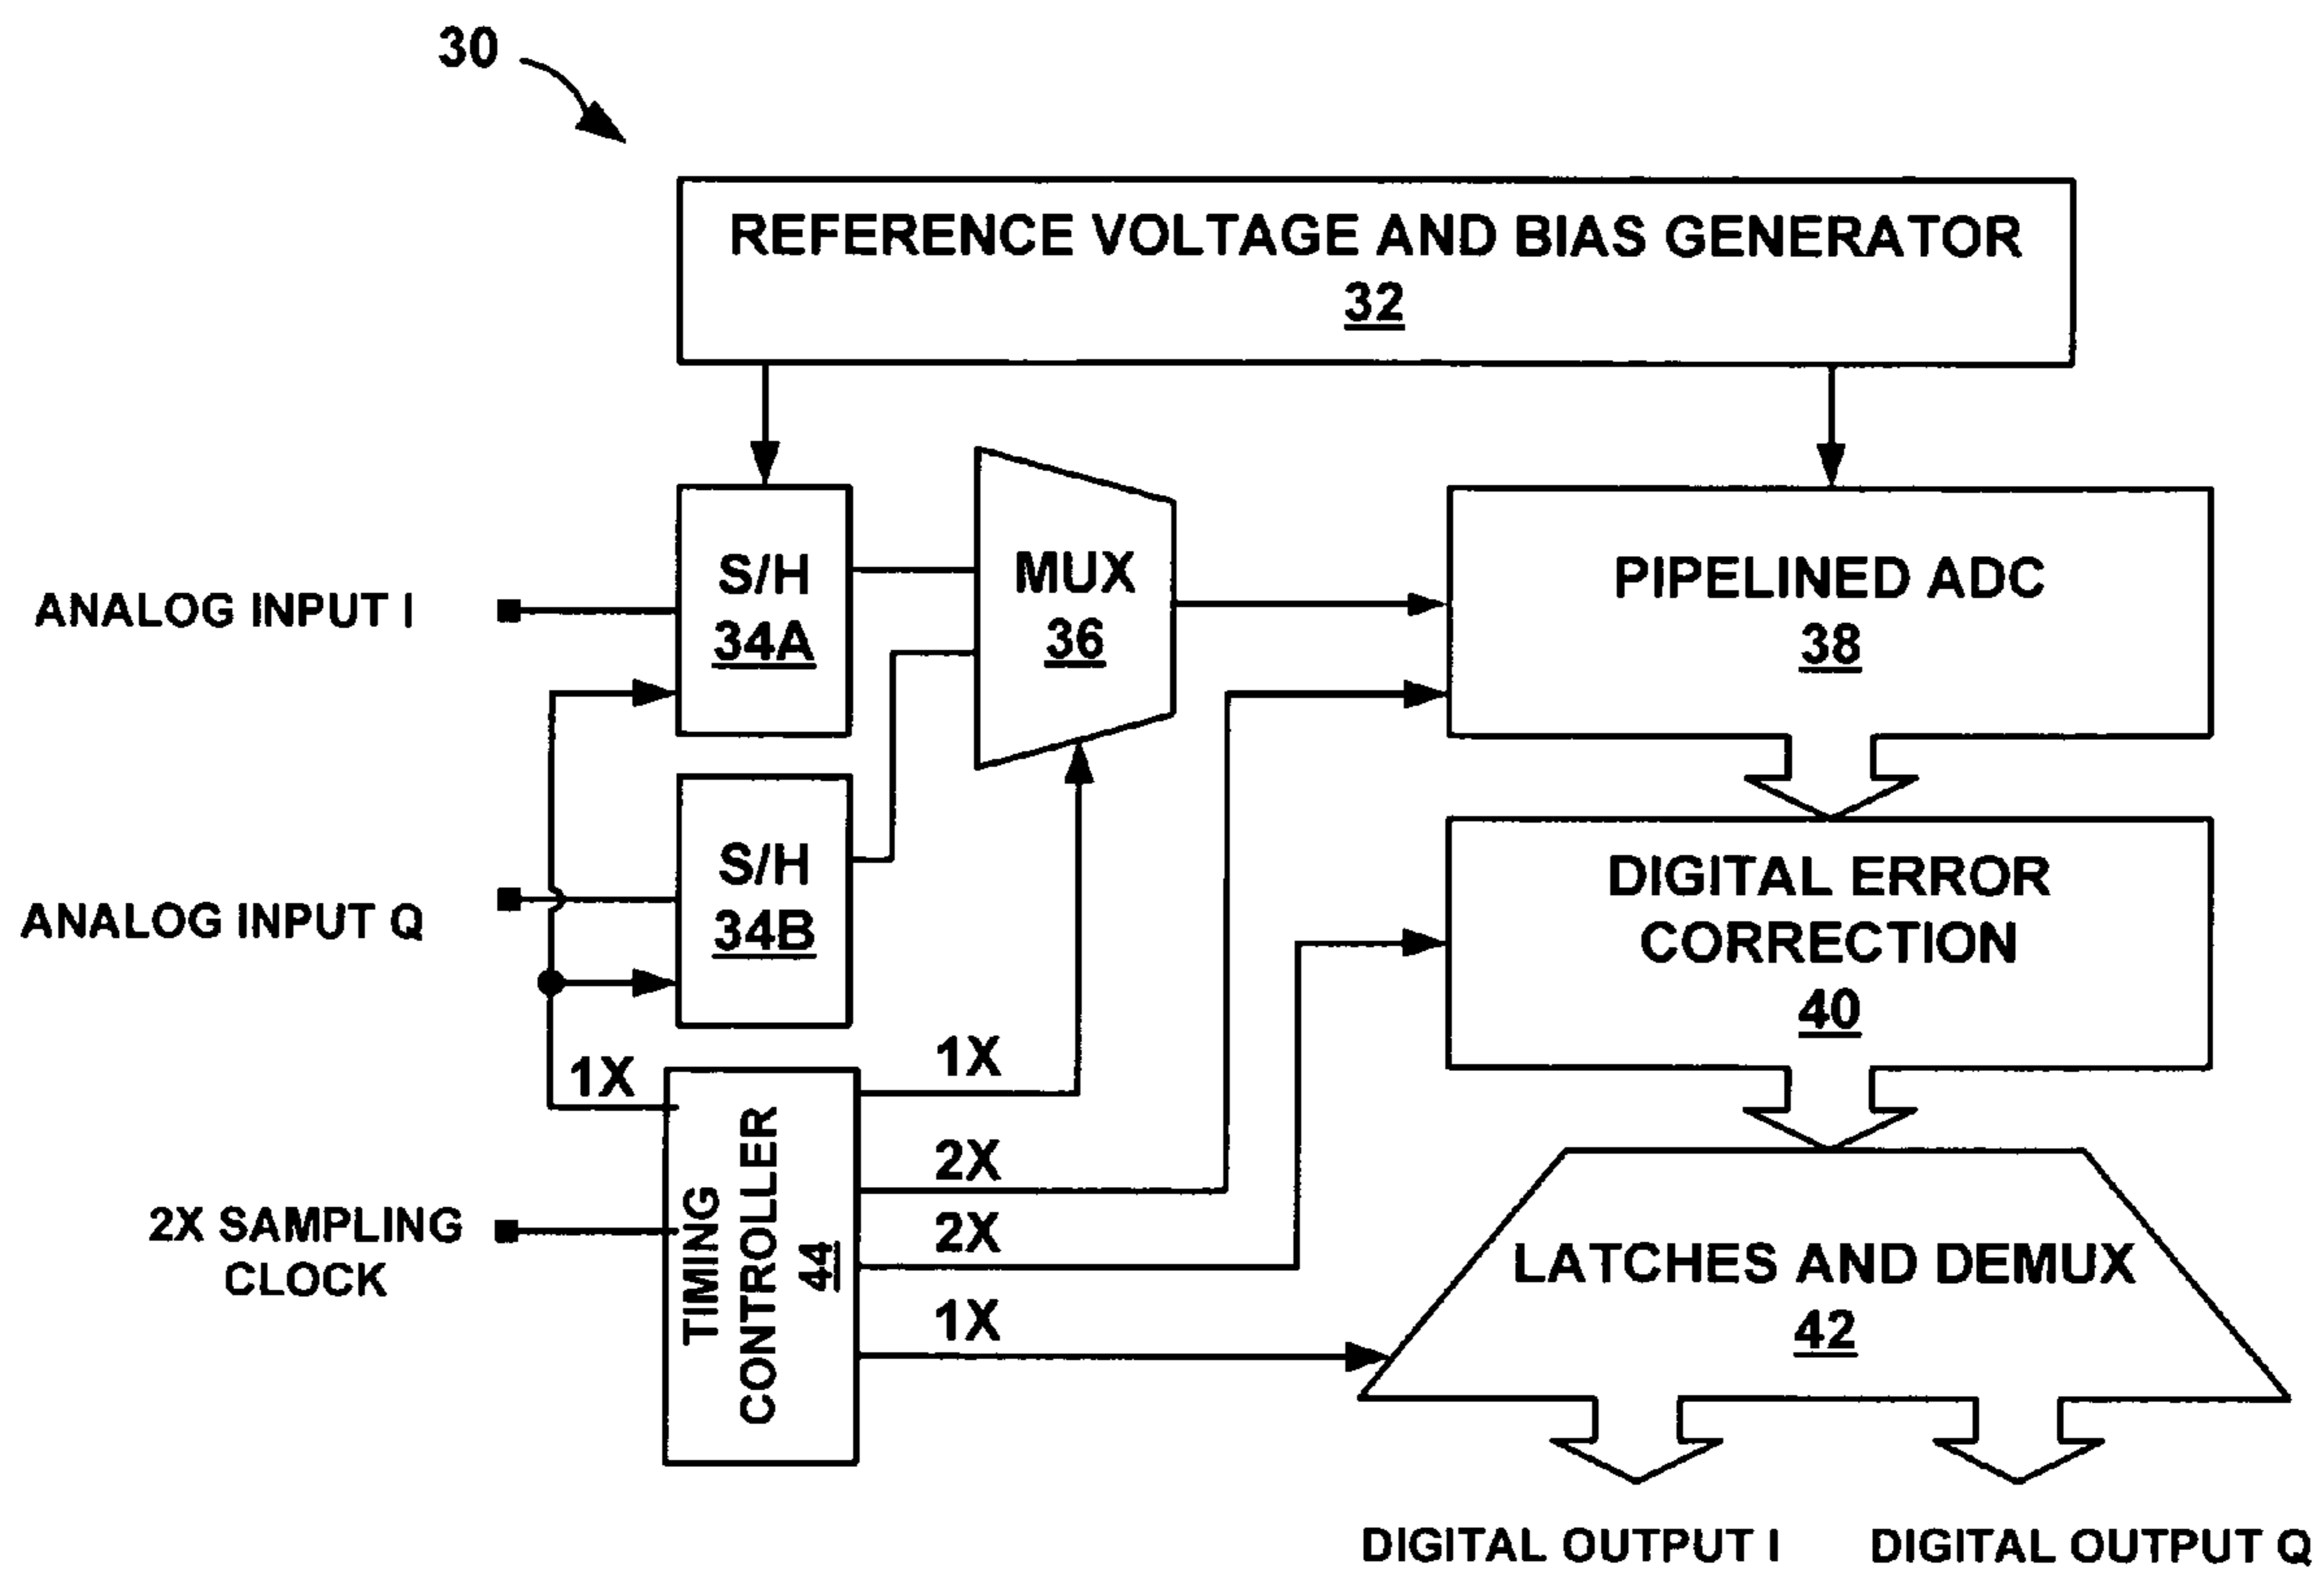 30
REFERENCE VOLTAGE AND BIAS GENERATOR
32
ANALOG INPUT I
S/H
34A
MUX
36
PIPELINED ADC
38
ANALOG INPUT Q
S/H
34B
DIGITAL ERROR
CORRECTION
40
1X
1X
2X
2X
1X
2X SAMPLING
CLOCK
TIMING
CONTROLLER
44
LATCHES AND DEMUX
42
DIGITAL OUTPUT I
DIGITAL OUTPUT Q